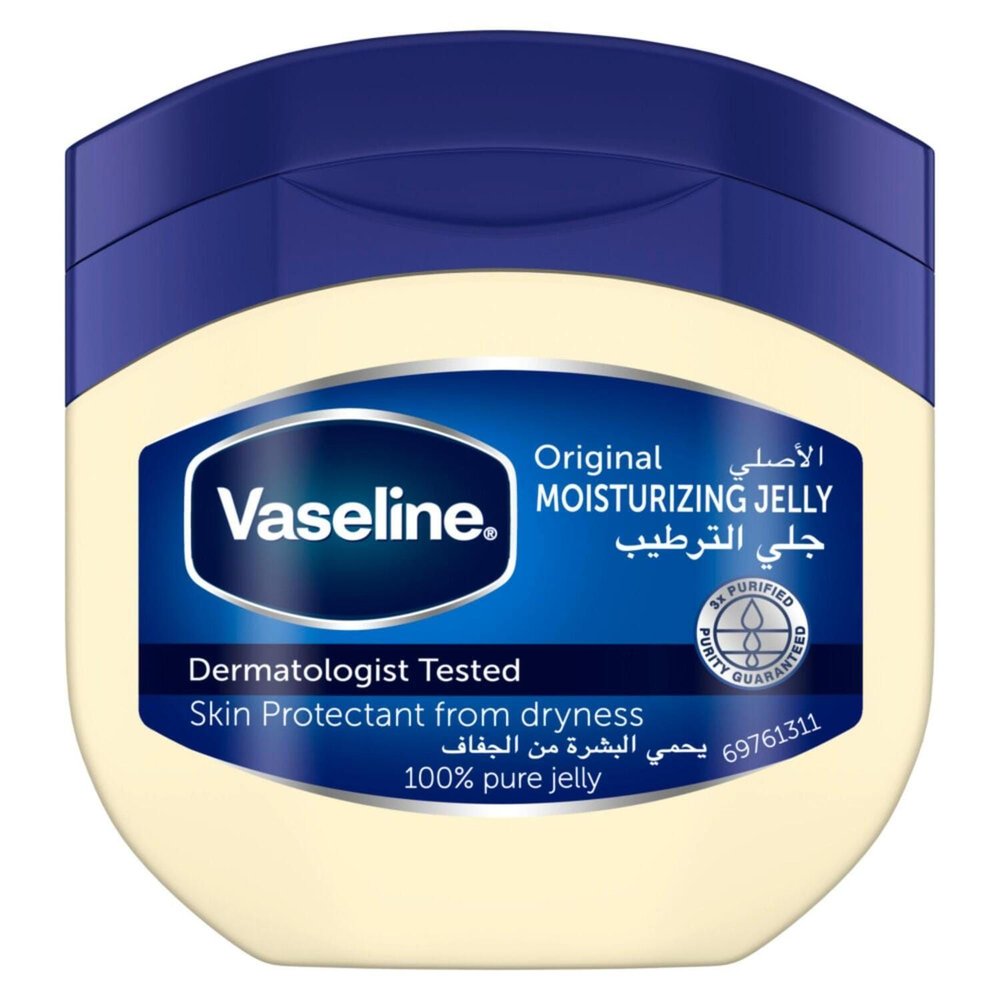 Vaseline®
Original الأصلي
MOISTURIZING JELLY
جلي الترطيب
3x PURIFIED
PURITY GUARANTEED
Dermatologist Tested
Skin Protectant from dryness
يحمي البشرة من الجفاف
69761311
100% pure jelly